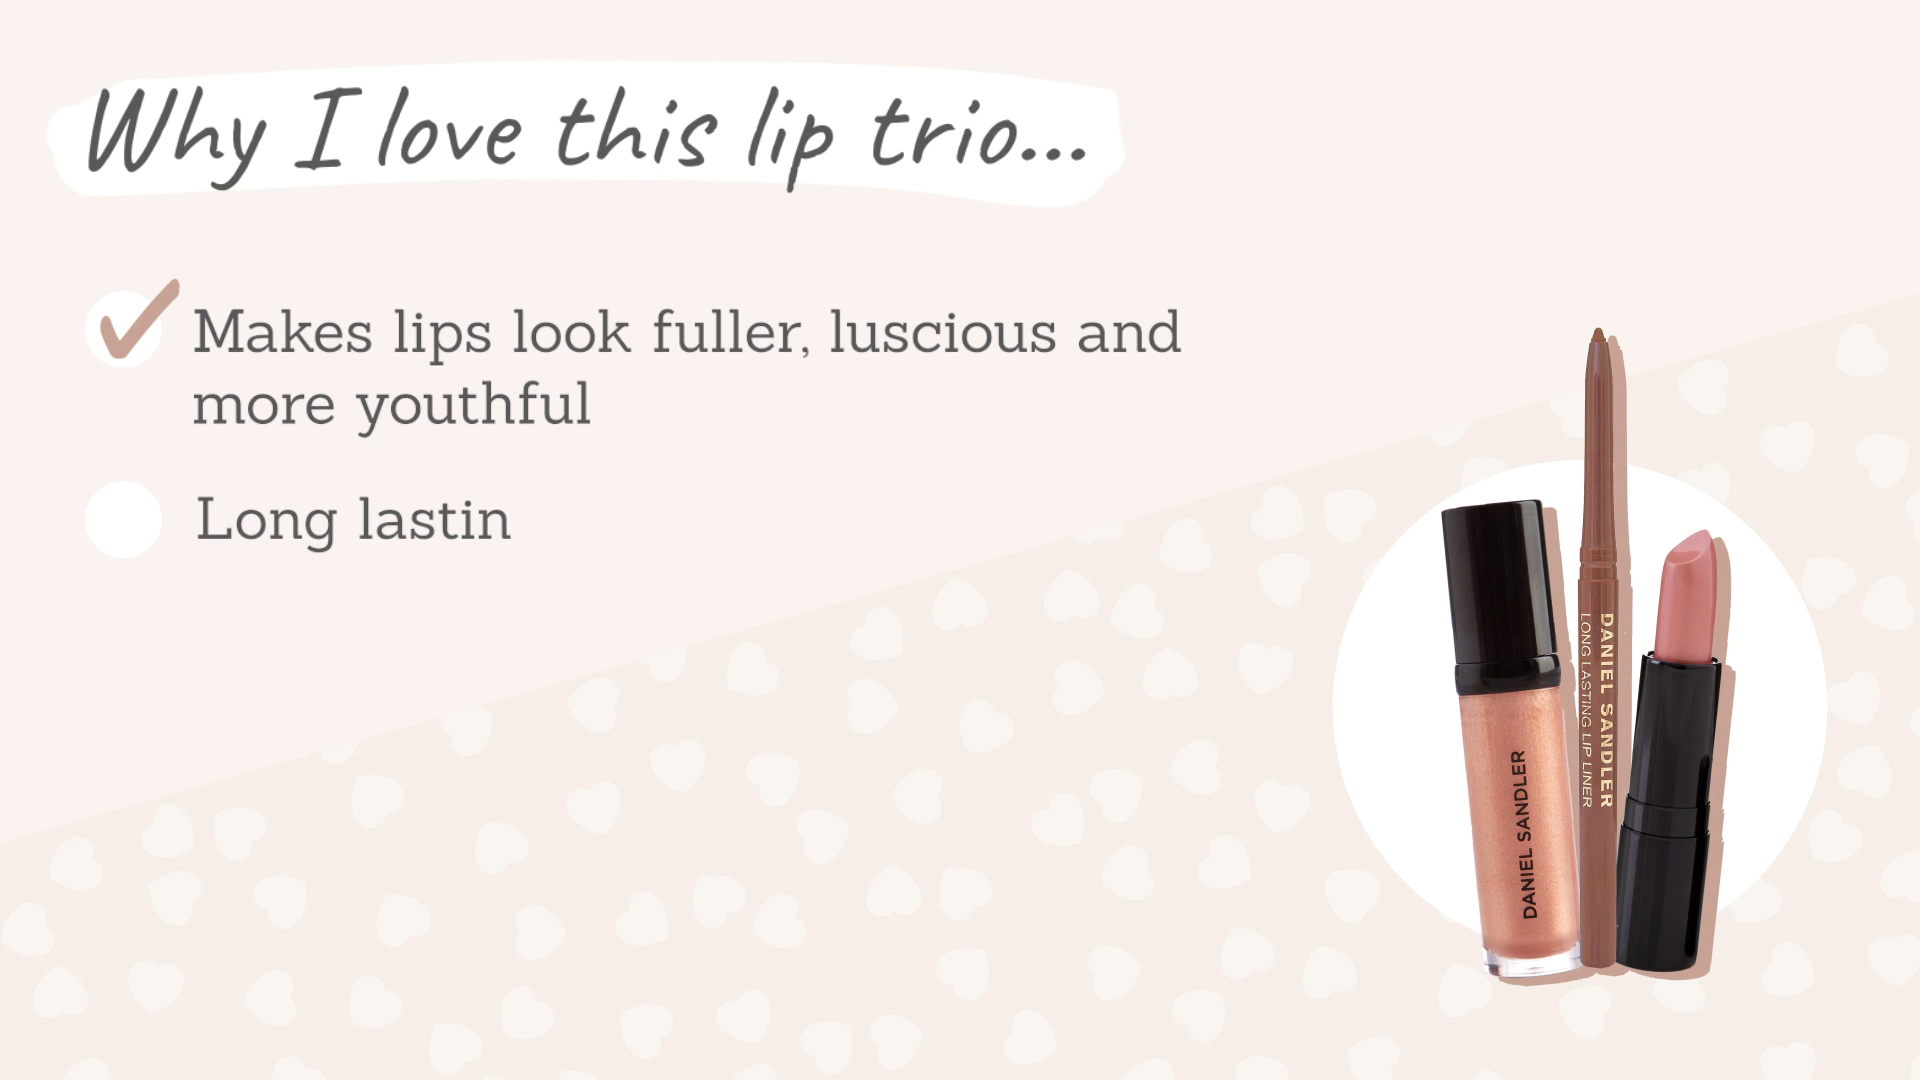 Why I love this lip trio...
Makes lips look fuller, luscious and
more youthful
Long lastin
DANIEL SANDLER
DANIEL SANDLER
LONG LASTING LIP LINER